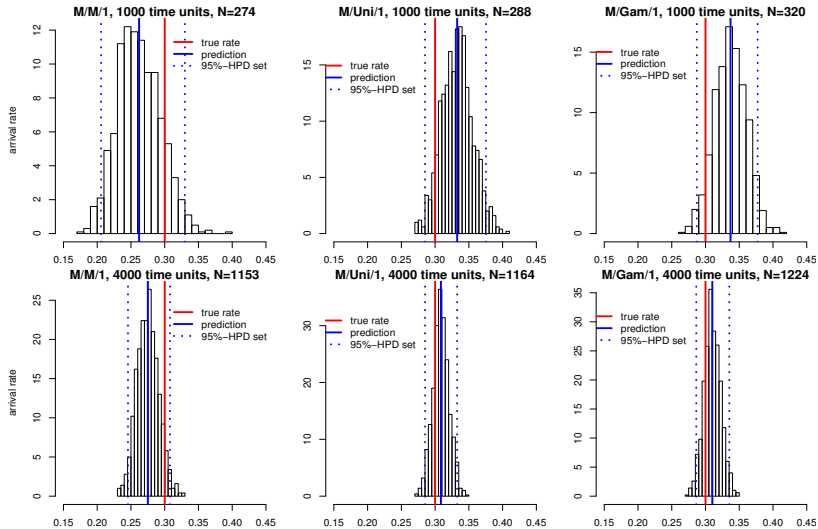 M/M/1, 1000 time units, N=274
arrival rate
0 2 4 6 8 10 12
true rate
prediction
95%−HPD set
0.15 0.20 0.25 0.30 0.35 0.40 0.45
M/Uni/1, 1000 time units, N=288
0 5 10 15
true rate
prediction
95%−HPD set
0.15 0.20 0.25 0.30 0.35 0.40 0.45
M/Gam/1, 1000 time units, N=320
0 5 10 15
true rate
prediction
95%−HPD set
0.15 0.20 0.25 0.30 0.35 0.40 0.45
M/M/1, 4000 time units, N=1153
arrival rate
0 5 10 15 20 25
true rate
prediction
95%−HPD set
0.15 0.20 0.25 0.30 0.35 0.40 0.45
M/Uni/1, 4000 time units, N=1164
0 10 20 30
true rate
prediction
95%−HPD set
0.15 0.20 0.25 0.30 0.35 0.40 0.45
M/Gam/1, 4000 time units, N=1224
0 5 10 15 20 25 30 35
true rate
prediction
95%−HPD set
0.15 0.20 0.25 0.30 0.35 0.40 0.45